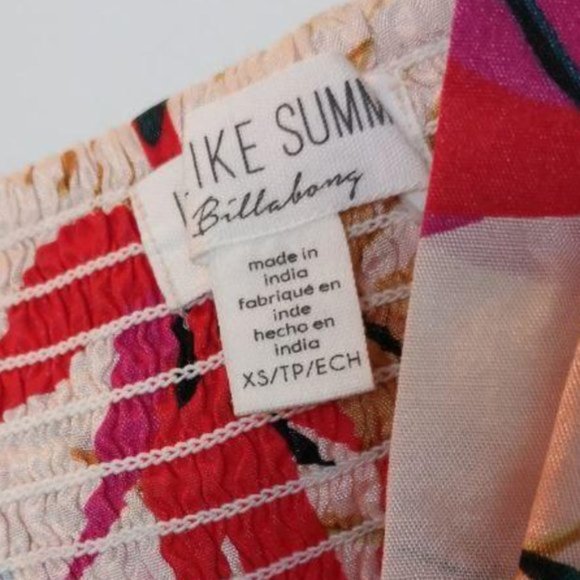 IKE SUMM
Billabong
made in
india
fabriqué en
inde
hecho en
india
XS/TP/ECH